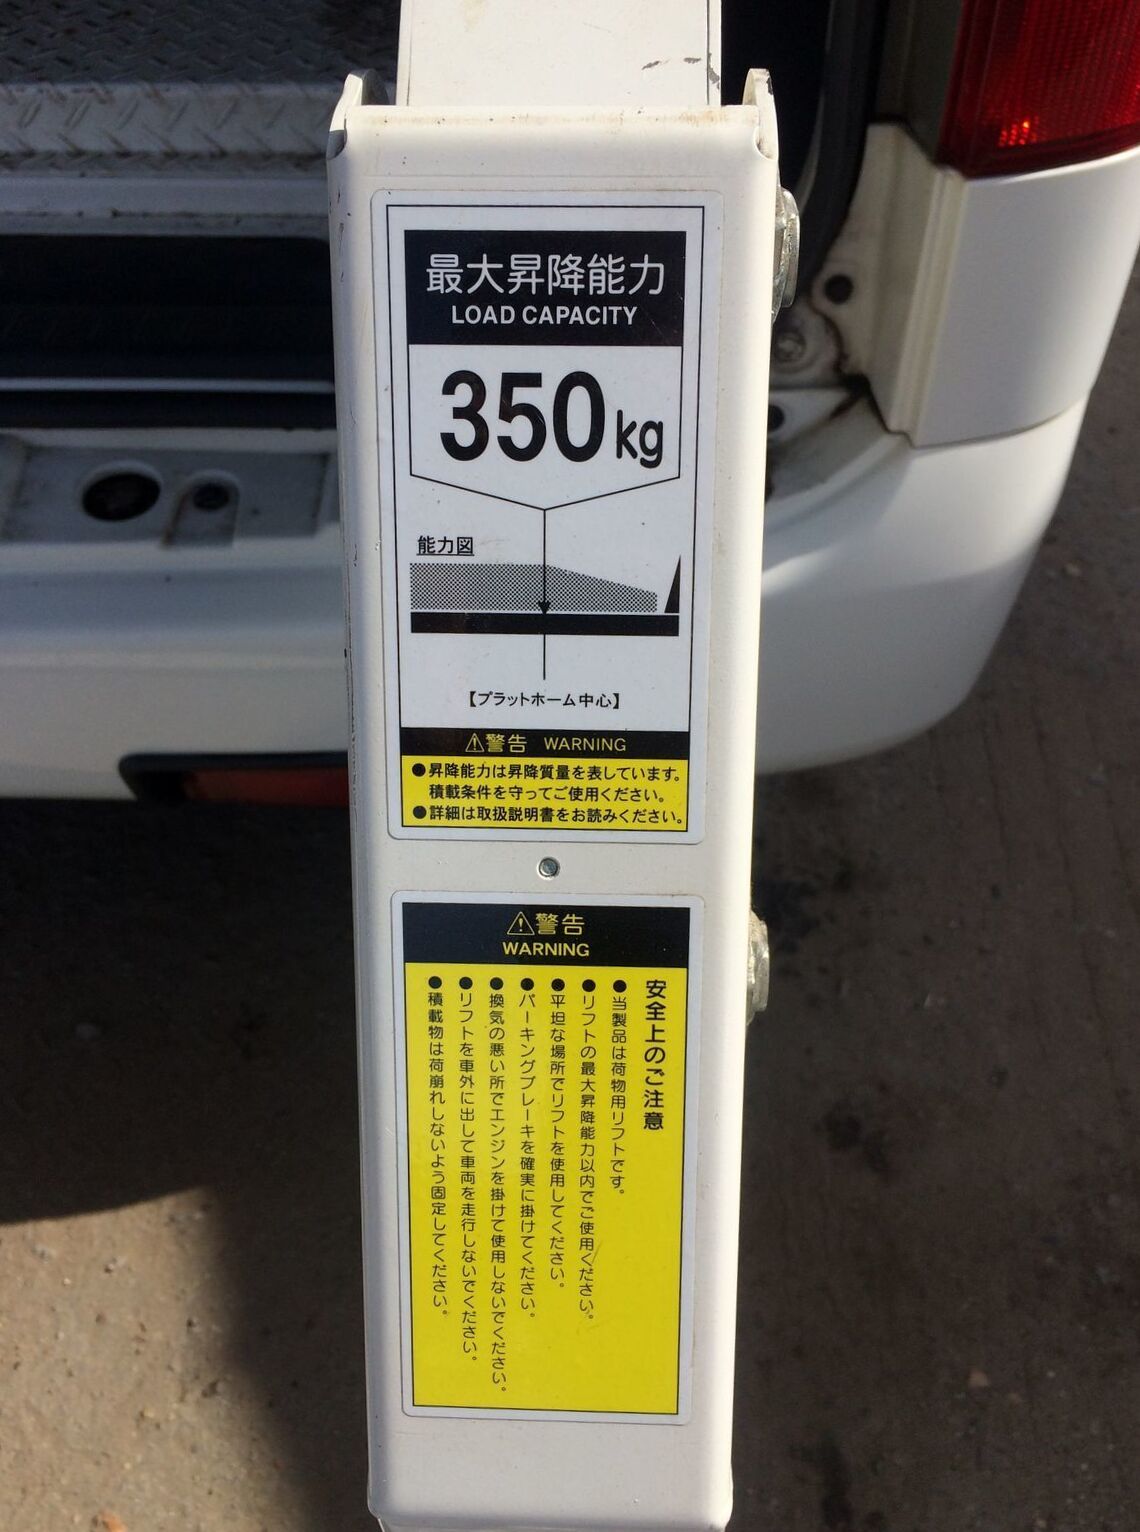 最大昇降能力
LOAD CAPACITY
350kg
能力図
【プラットホーム中心】
⚠警告 WARNING
●昇降能力は昇降質量を表しています。
積載条件を守ってご使用ください。
●詳細は取扱説明書をお読みください。
⚠警告
WARNING
安全上のご注意
●当製品は荷物用リフトです。
●リフトの最大昇降能力以内でご使用ください。
●平坦な場所でリフトを使用してください。
●パーキングブレーキを確実に掛けてください。
●換気の悪い所でエンジンを掛けて使用しないでください。
●リフトを車外に出して車両を走行しないでください。
●積載物は荷崩れしないよう固定してください。